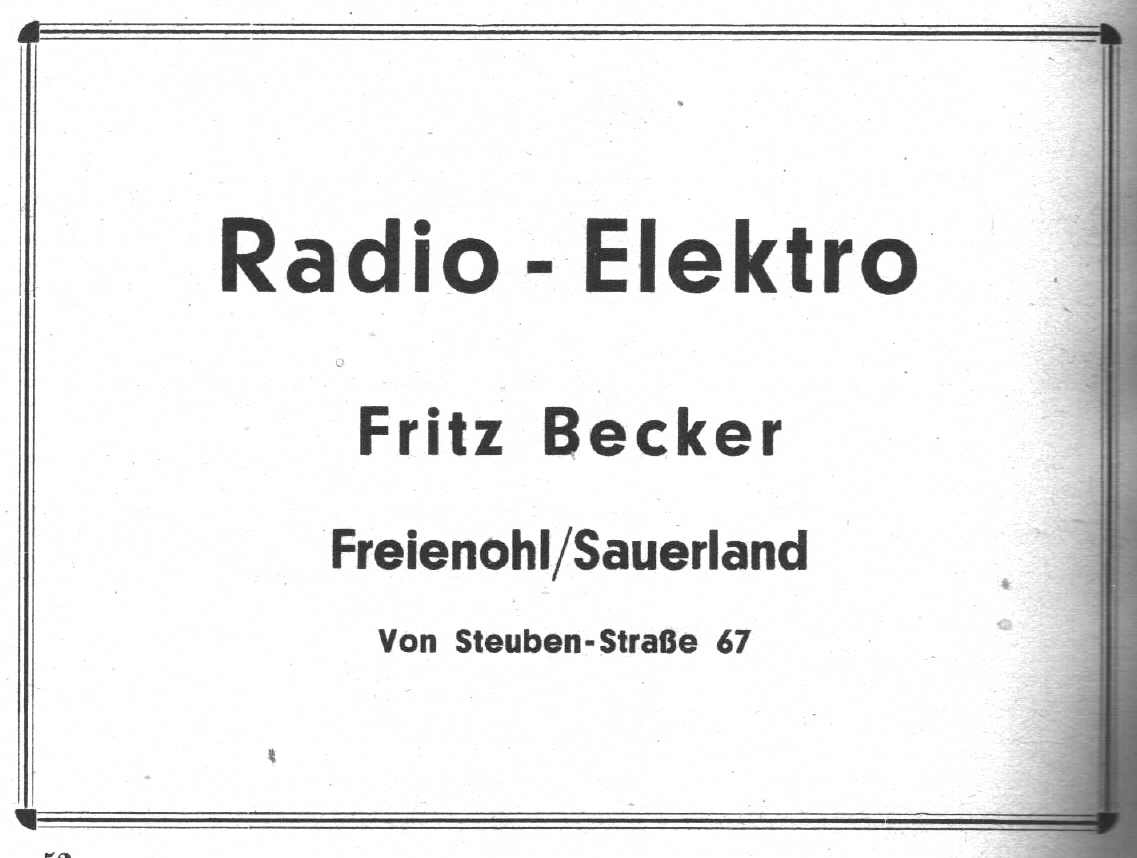 Radio - Elektro
Fritz Becker
Freienohl/Sauerland
Von Steuben-Straße 67